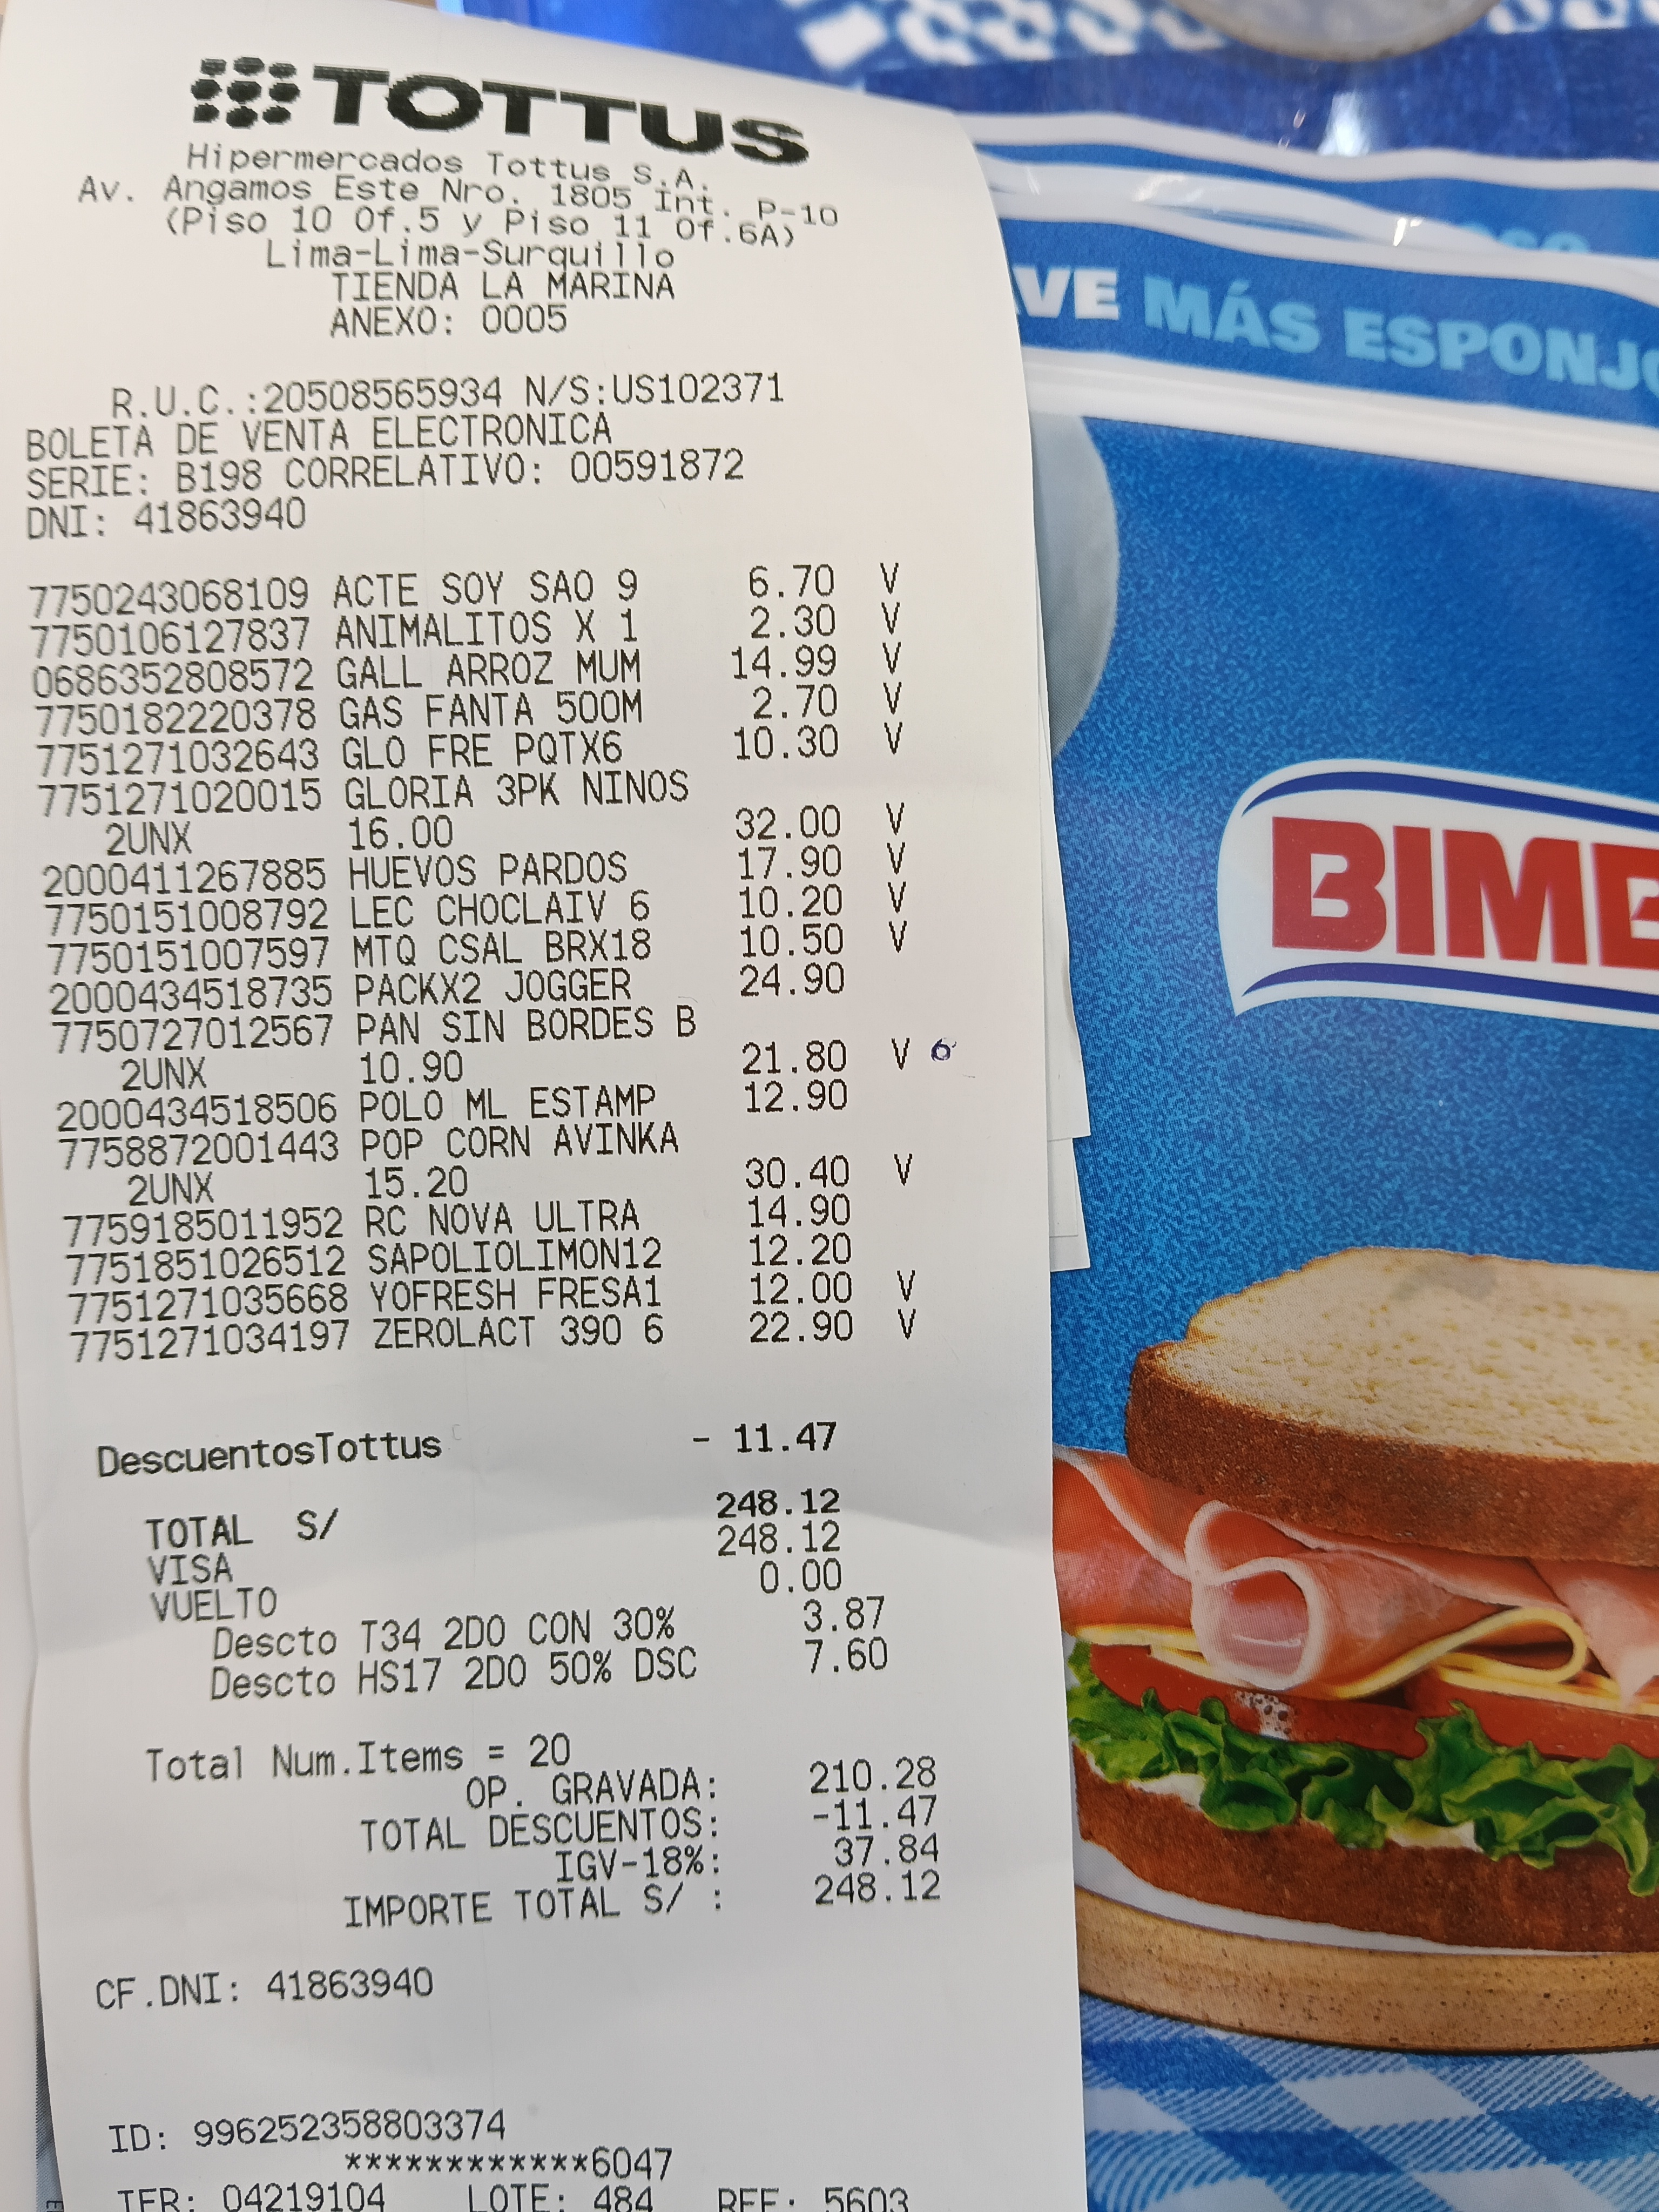 TOTTUS
Hipermercados Tottus S.A.
Av. Angamos Este Nro. 1805 Int. P-10
(Piso 10 Of.5 y Piso 11 Of.6A)
Lima-Lima-Surquillo
TIENDA LA MARINA
ANEXO: 0005
R.U.C.:20508565934 N/S:US102371
BOLETA DE VENTA ELECTRONICA
SERIE: B198 CORRELATIVO: 00591872
DNI: 41863940
7750243068109 ACTE SOY SAO 9 6.70 V
7750106127837 ANIMALITOS X 1 2.30 V
0686352808572 GALL ARROZ MUM 14.99 V
7750182220378 GAS FANTA 500M 2.70 V
7751271032643 GLO FRE PQTX6 10.30 V
7751271020015 GLORIA 3PK NINOS
2UNX 16.00 32.00 V
2000411267885 HUEVOS PARDOS 17.90 V
7750151008792 LEC CHOCLAIV 6 10.20 V
7750151007597 MTQ CSAL BRX18 10.50 V
2000434518735 PACKX2 JOGGER 24.90
7750727012567 PAN SIN BORDES B
2UNX 10.90 21.80 V
2000434518506 POLO ML ESTAMP 12.90
7758872001443 POP CORN AVINKA
2UNX 15.20 30.40 V
7759185011952 RC NOVA ULTRA 14.90
7751851026512 SAPOLIOLIMON12 12.20
7751271035668 YOFRESH FRESA1 12.00 V
7751271034197 ZEROLACT 390 6 22.90 V
DescuentosTottus - 11.47
TOTAL S/ 248.12
VISA 248.12
VUELTO 0.00
Descto T34 2DO CON 30% 3.87
Descto HS17 2DO 50% DSC 7.60
Total Num.Items = 20
OP. GRAVADA: 210.28
TOTAL DESCUENTOS: -11.47
IGV-18%: 37.84
IMPORTE TOTAL S/ : 248.12
CF.DNI: 41863940
ID: 996252358803374
************6047
TER: 04219104 LOTE: 484 REF: 5603
AVE MÁS ESPONJO
BIMB